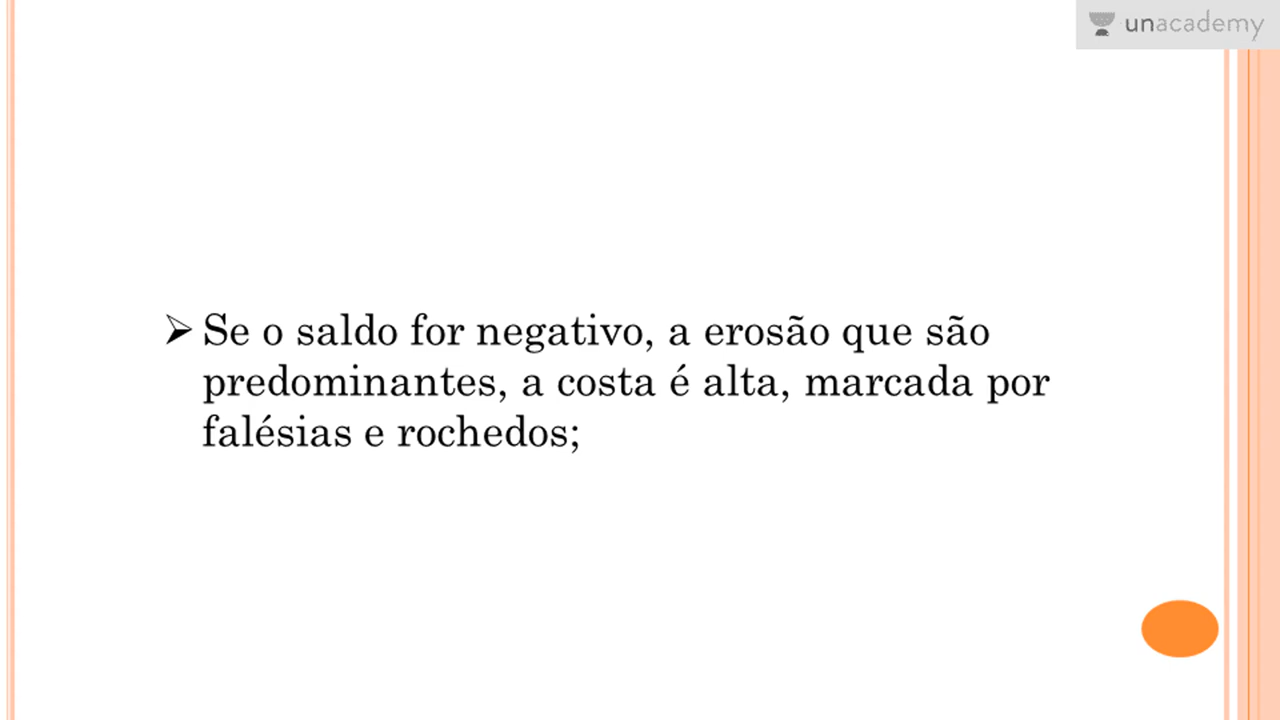 unacademy
Se o saldo for negativo, a erosão que são
predominantes, a costa é alta, marcada por
falésias e rochedos;